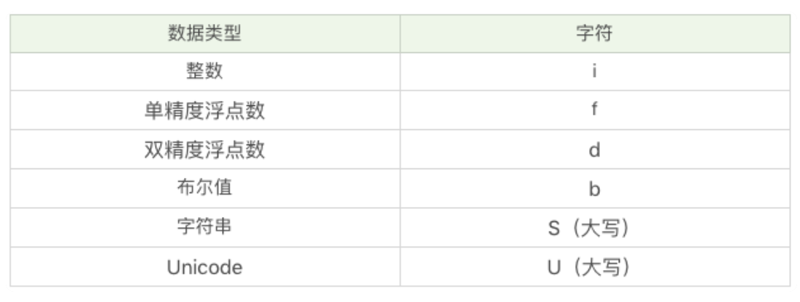 数据类型 字符
整数 i
单精度浮点数 f
双精度浮点数 d
布尔值 b
字符串 S（大写）
Unicode U（大写）